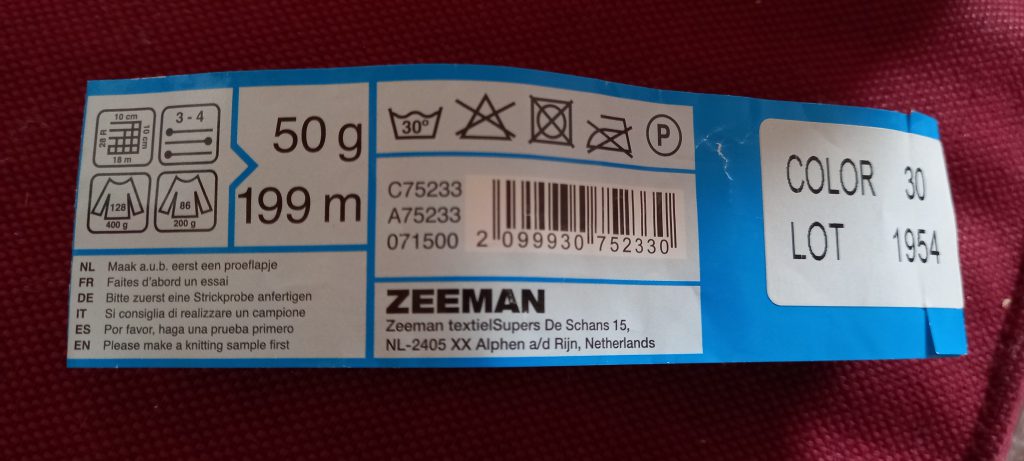 10 cm
28 R
10 cm
18 m
3 - 4
128
400 g
86
200 g
50 g
199 m
30°
P
C75233
A75233
071500
2 099930 752330
NL Maak a.u.b. eerst een proeflapje
FR Faites d'abord un essai
DE Bitte zuerst eine Strickprobe anfertigen
IT Si consiglia di realizzare un campione
ES Por favor, haga una prueba primero
EN Please make a knitting sample first
ZEEMAN
Zeeman textielSupers De Schans 15,
NL-2405 XX Alphen a/d Rijn, Netherlands
COLOR 30
LOT 1954